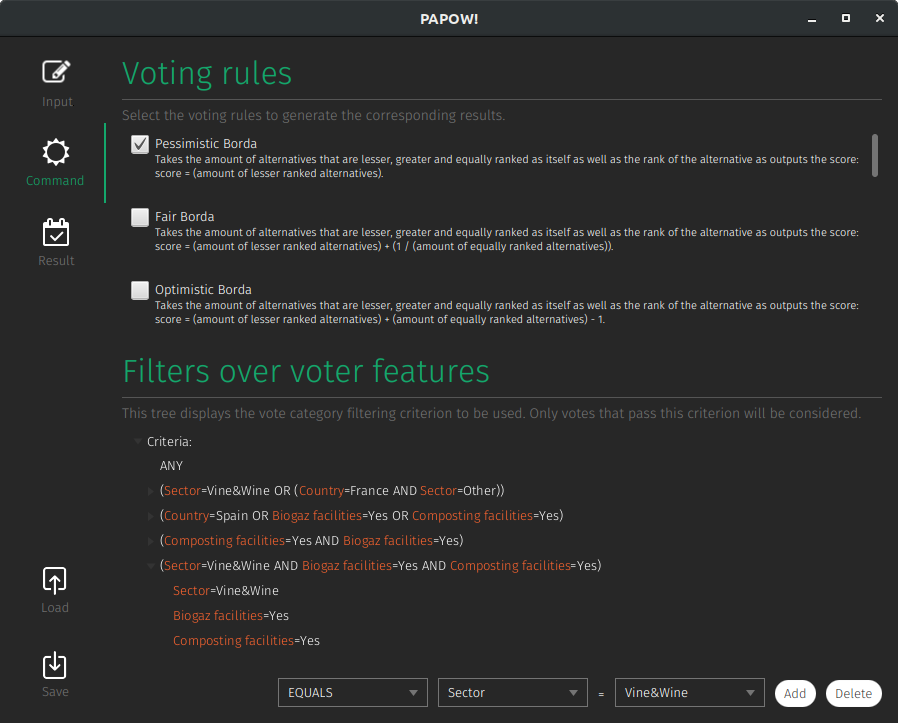 PAPOW!
Input
Command
Result
Load
Save
Voting rules
Select the voting rules to generate the corresponding results.
Pessimistic Borda
Takes the amount of alternatives that are lesser, greater and equally ranked as itself as well as the rank of the alternative as outputs the score:
score = (amount of lesser ranked alternatives).
Fair Borda
Takes the amount of alternatives that are lesser, greater and equally ranked as itself as well as the rank of the alternative as outputs the score:
score = (amount of lesser ranked alternatives) + (1 / (amount of equally ranked alternatives)).
Optimistic Borda
Takes the amount of alternatives that are lesser, greater and equally ranked as itself as well as the rank of the alternative as outputs the score:
score = (amount of lesser ranked alternatives) + (amount of equally ranked alternatives) - 1.
Filters over voter features
This tree displays the vote category filtering criterion to be used. Only votes that pass this criterion will be considered.
Criteria:
ANY
(Sector=Vine&Wine OR (Country=France AND Sector=Other))
(Country=Spain OR Biogaz facilities=Yes OR Composting facilities=Yes)
(Composting facilities=Yes AND Biogaz facilities=Yes)
(Sector=Vine&Wine AND Biogaz facilities=Yes AND Composting facilities=Yes)
Sector=Vine&Wine
Biogaz facilities=Yes
Composting facilities=Yes
EQUALS Sector = Vine&Wine Add Delete